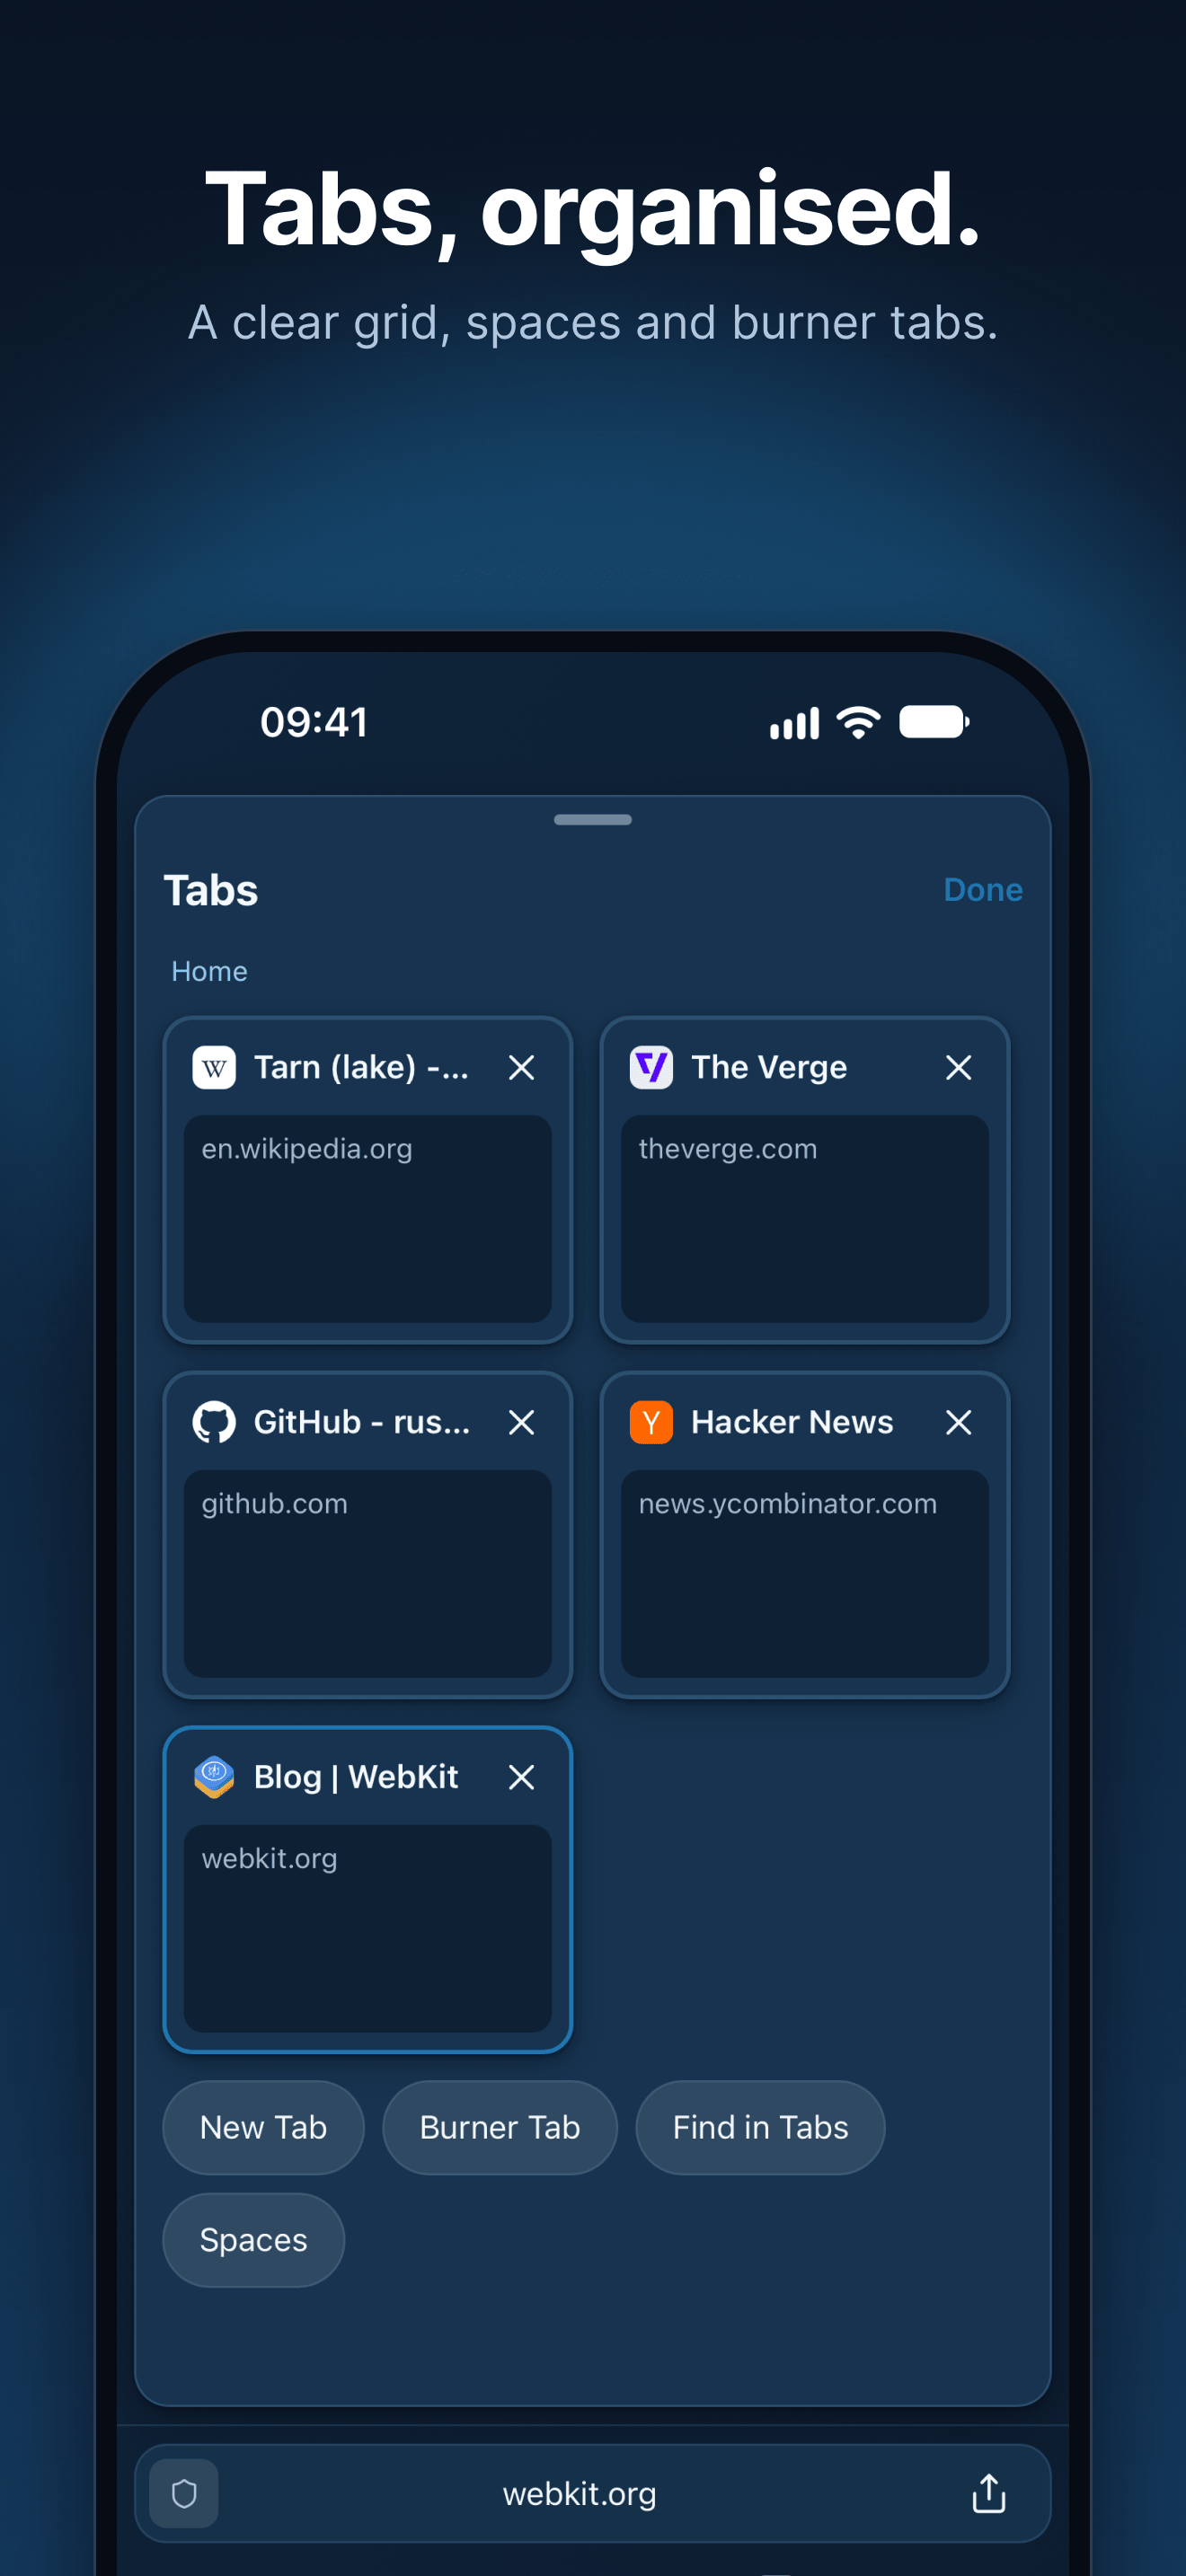 Tabs, organised.
A clear grid, spaces and burner tabs.
09:41
Tabs
Done
Home
W Tarn (lake) -...
The Verge
en.wikipedia.org
theverge.com
GitHub - rus...
Y Hacker News
github.com
news.ycombinator.com
Blog | WebKit
webkit.org
New Tab
Burner Tab
Find in Tabs
Spaces
webkit.org